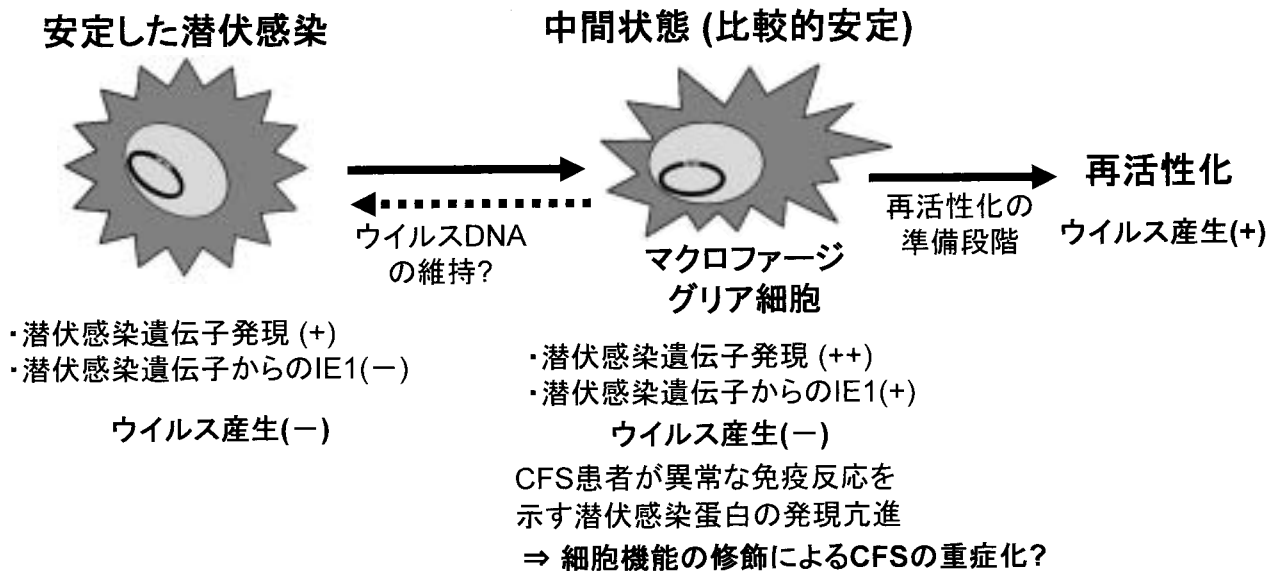 安定した潜伏感染
中間状態 (比較的安定)
ウイルスDNA
の維持?
マクロファージ
グリア細胞
再活性化の
準備段階
再活性化
ウイルス産生(+)
・潜伏感染遺伝子発現 (+)
・潜伏感染遺伝子からのIE1(－)
ウイルス産生(－)
・潜伏感染遺伝子発現 (++)
・潜伏感染遺伝子からのIE1(+)
ウイルス産生(－)
CFS患者が異常な免疫反応を
示す潜伏感染蛋白の発現亢進
⇒ 細胞機能の修飾によるCFSの重症化?